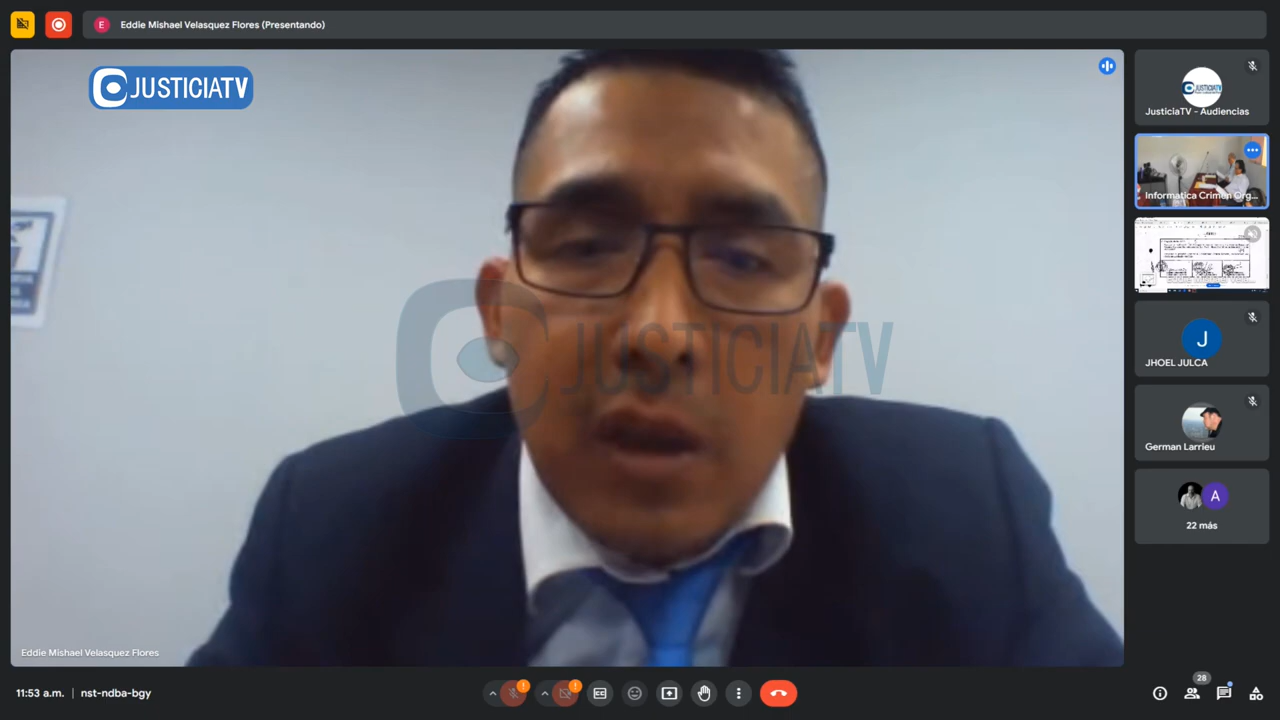 E
Eddie Mishael Velasquez Flores (Presentando)
JUSTICIATV
JUSTICIATV
Eddie Mishael Velasquez Flores
JusticiaTV - Audiencias
Informatica Crimen Org...
J
JHOEL JULCA
German Larrieu
A
22 más
11:53 a.m. | nst-ndba-bgy
CC
28